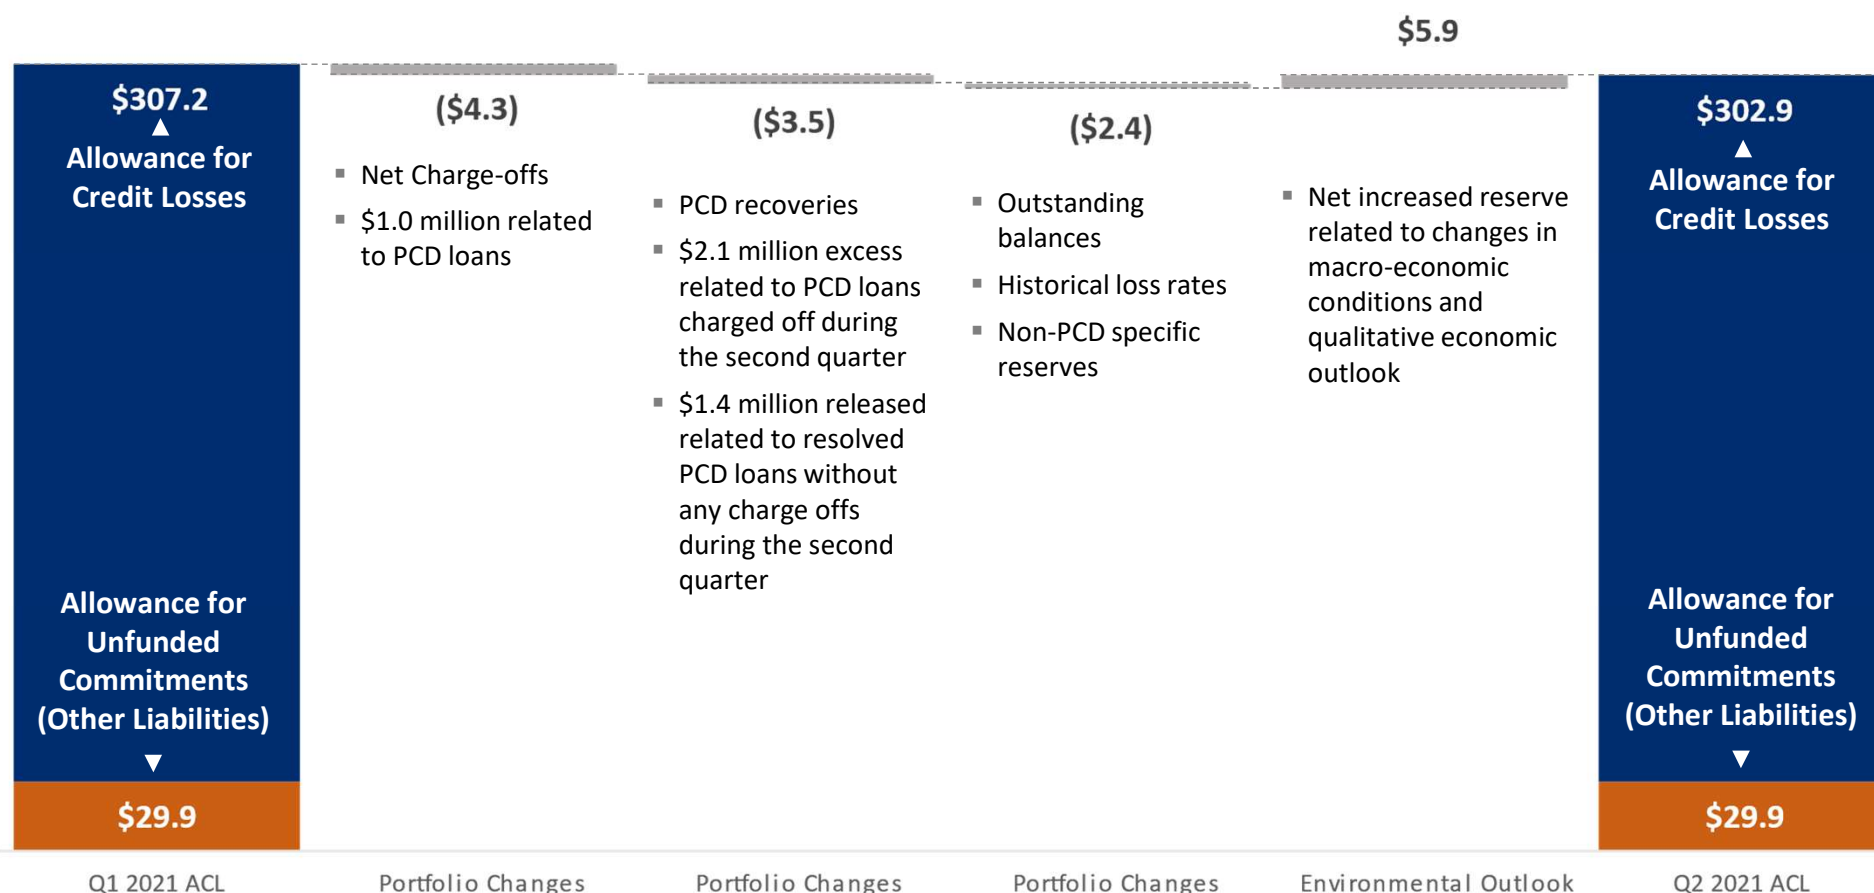 $307.2
▲
Allowance for
Credit Losses
Allowance for
Unfunded
Commitments
(Other Liabilities)
▼
$29.9
Q1 2021 ACL
($4.3)
▪ Net Charge-offs
▪ $1.0 million related
to PCD loans
Portfolio Changes
($3.5)
▪ PCD recoveries
▪ $2.1 million excess
related to PCD loans
charged off during
the second quarter
▪ $1.4 million released
related to resolved
PCD loans without
any charge offs
during the second
quarter
Portfolio Changes
($2.4)
▪ Outstanding
balances
▪ Historical loss rates
▪ Non-PCD specific
reserves
Portfolio Changes
$5.9
▪ Net increased reserve
related to changes in
macro-economic
conditions and
qualitative economic
outlook
Environmental Outlook
$302.9
▲
Allowance for
Credit Losses
Allowance for
Unfunded
Commitments
(Other Liabilities)
▼
$29.9
Q2 2021 ACL